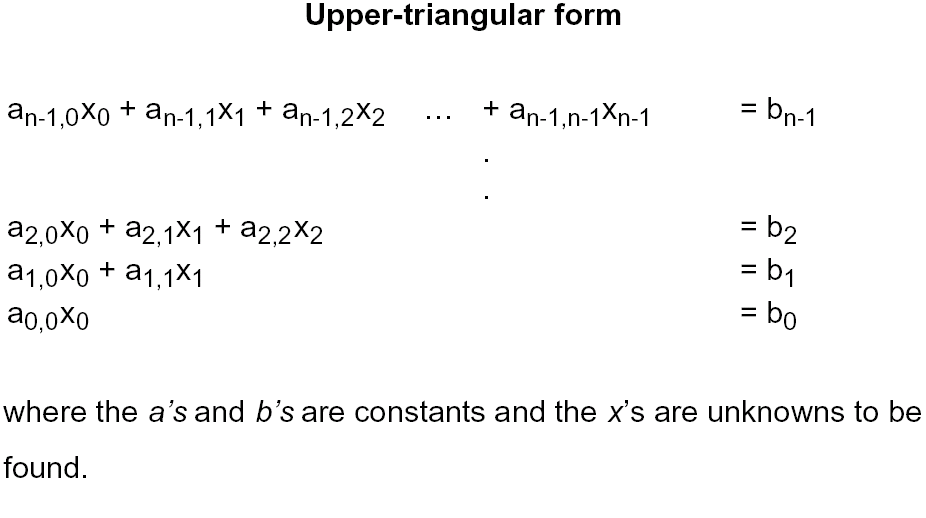 Upper-triangular form
aₙ₋₁,₀x₀ + aₙ₋₁,₁x₁ + aₙ₋₁,₂x₂ ... + aₙ₋₁,ₙ₋₁xₙ₋₁ = bₙ₋₁
.
.
a₂,₀x₀ + a₂,₁x₁ + a₂,₂x₂ = b₂
a₁,₀x₀ + a₁,₁x₁ = b₁
a₀,₀x₀ = b₀
where the a’s and b’s are constants and the x’s are unknowns to be
found.